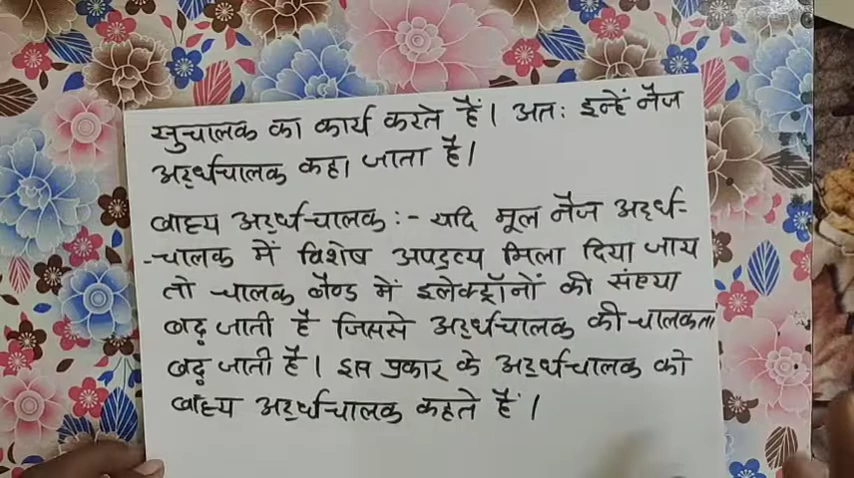 सुचालक का कार्य करते हैं। अतः इन्हें नैज
अर्द्धचालक कहा जाता है।
बाह्य अर्द्धचालक :- यदि मूल नैज अर्द्ध-
-चालक में विशेष अपद्रव्य मिला दिया जाय
तो चालक बैण्ड में इलेक्ट्रॉनों की संख्या
बढ़ जाती है जिससे अर्द्धचालक की चालकता
बढ़ जाती है। इस प्रकार के अर्द्धचालक को
बाह्य अर्द्धचालक कहते हैं।